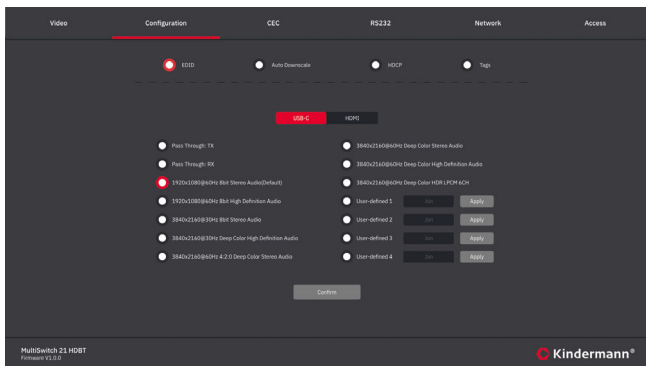 Video
Configuration
CEC
RS232
Network
Access
EDID
Auto Downscale
HDCP
Tags
USB-C
HDMI
Pass Through: TX
Pass Through: RX
1920x1080@60Hz 8bit Stereo Audio(Default)
1920x1080@60Hz 8bit High Definition Audio
3840x2160@30Hz 8bit Stereo Audio
3840x2160@30Hz Deep Color High Definition Audio
3840x2160@60Hz 4:2:0 Deep Color Stereo Audio
3840x2160@60Hz Deep Color Stereo Audio
3840x2160@60Hz Deep Color High Definition Audio
3840x2160@60Hz Deep Color HDR LPCM 6CH
User-defined 1 .bin Apply
User-defined 2 .bin Apply
User-defined 3 .bin Apply
User-defined 4 .bin Apply
Confirm
MultiSwitch 21 HDBT
Firmware V1.0.0
Kindermann®